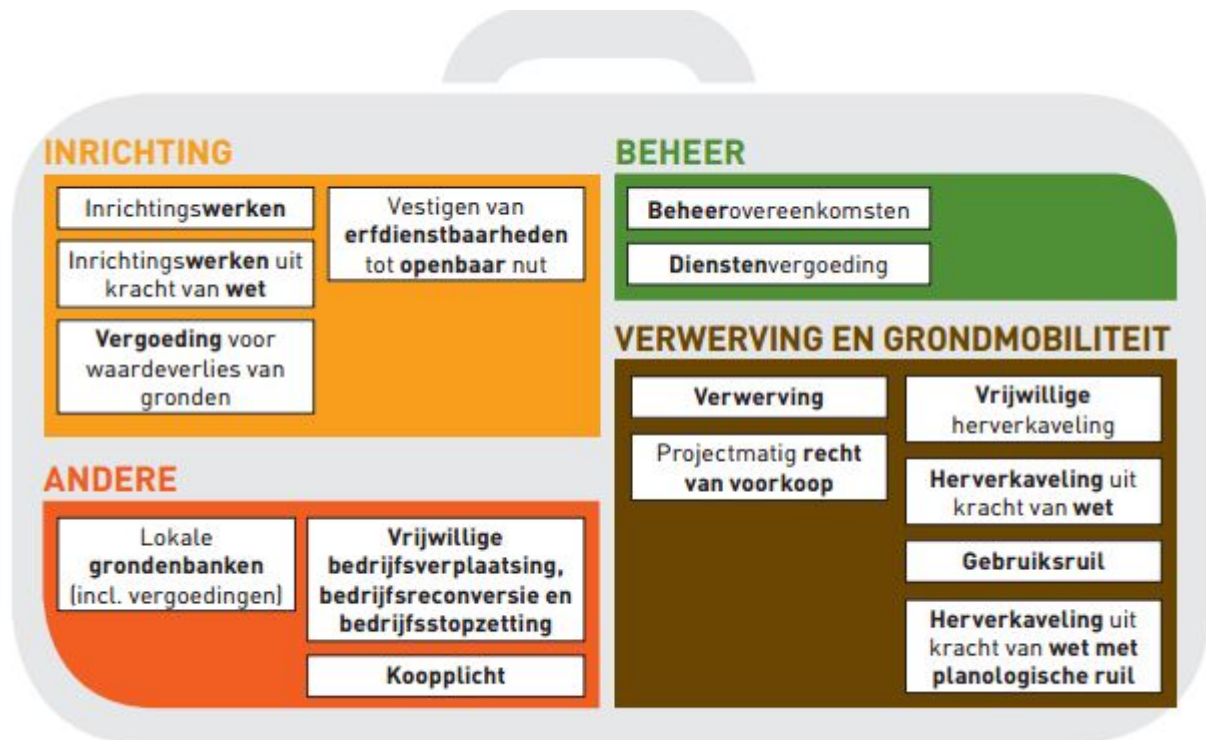 INRICHTING
Inrichtingswerken
Inrichtingswerken uit
kracht van wet
Vergoeding voor
waardeverlies van
gronden
Vestigen van
erfdienstbaarheden
tot openbaar nut
BEHEER
Beheerovereenkomsten
Dienstenvergoeding
ANDERE
Lokale
grondenbanken
(incl. vergoedingen)
Vrijwillige
bedrijfsverplaatsing,
bedrijfsreconversie en
bedrijfsstopzetting
Koopplicht
VERWERVING EN GRONDMOBILITEIT
Verwerving
Projectmatig recht
van voorkoop
Vrijwillige
herverkaveling
Herverkaveling uit
kracht van wet
Gebruiksruil
Herverkaveling uit
kracht van wet met
planologische ruil